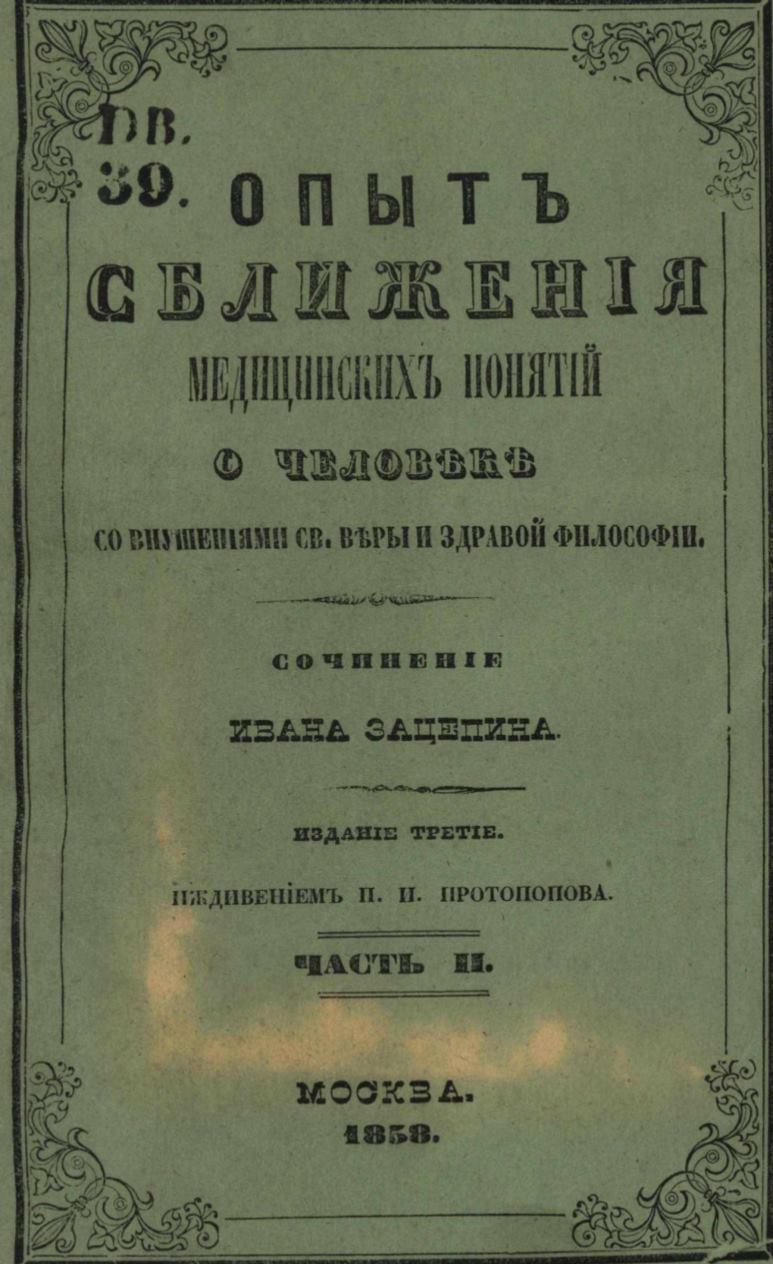 DB.
39.
ОПЫТЪ
СБЛИЖЕНІЯ
МЕДИЦИНСКИХЪ ПОНЯТІЙ
О ЧЕЛОВѢКѢ
СО ВНУШЕНІЯМИ СВ. ВѢРЫ И ЗДРАВОЙ ФИЛОСОФІИ.
СОЧИНЕНІЕ
ИВАНА ЗАЦЕПИНА.
ИЗДАНІЕ ТРЕТІЕ.
ИЖДИВЕНІЕМЪ П. И. ПРОТОПОПОВА.
ЧАСТЬ II.
МОСКВА.
1858.